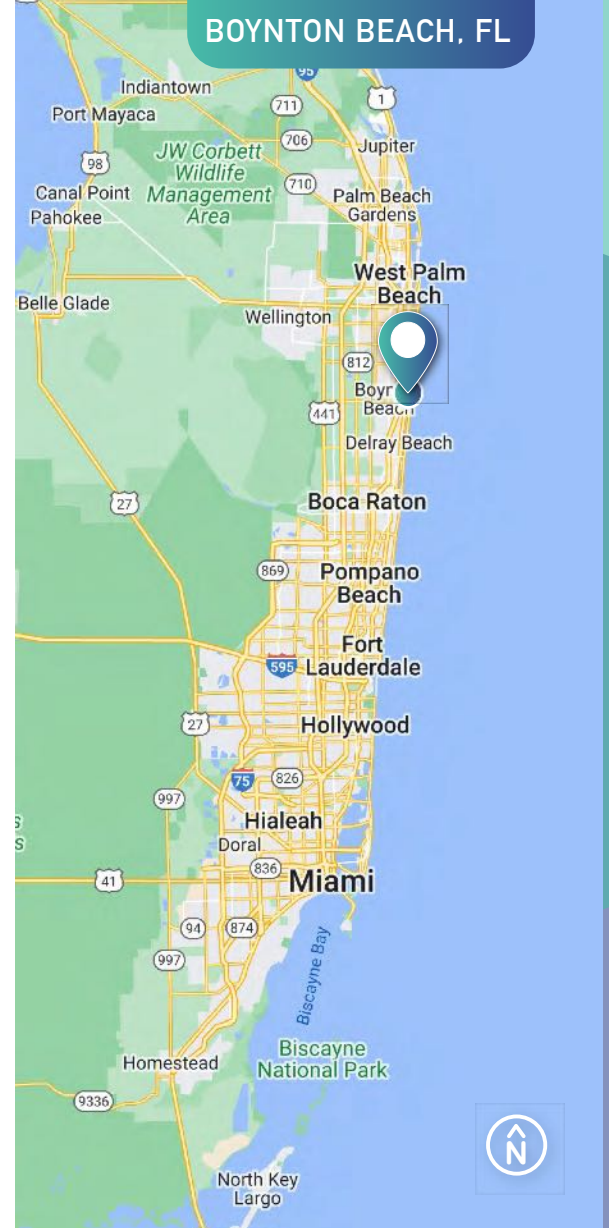 BOYNTON BEACH, FL
95
Indiantown
711
1
Port Mayaca
706
Jupiter
JW Corbett
Wildlife
Management
Area
98
710
Canal Point
Palm Beach
Gardens
Pahokee
West Palm
Beach
Belle Glade
Wellington
812
Boyn
Beach
441
Delray Beach
27
Boca Raton
869
Pompano
Beach
Fort
Lauderdale
595
27
Hollywood
75
826
997
Hialeah
s
s
Doral
836
41
Miami
94
874
997
Biscayne Bay
Biscayne
National Park
Homestead
9336
N
North Key
Largo